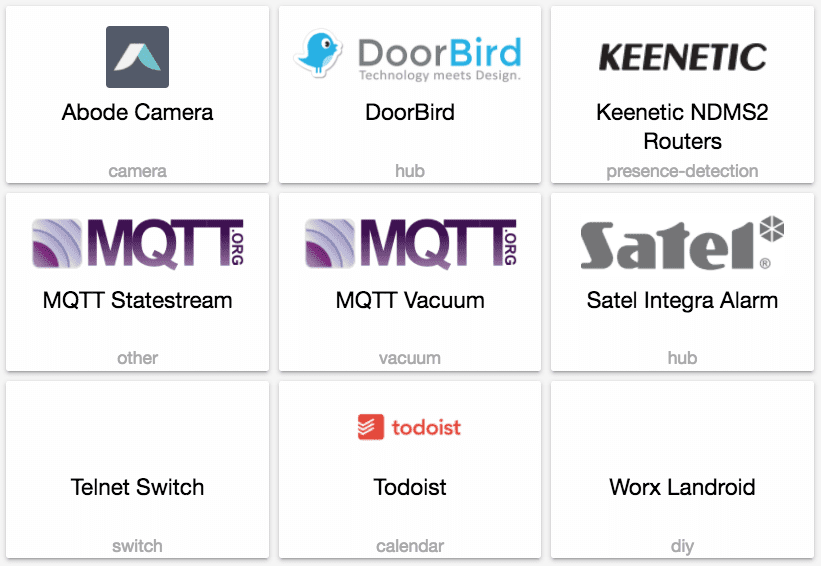 Abode Camera
camera
DoorBird
Technology meets Design.
DoorBird
hub
KEENETIC
Keenetic NDMS2
Routers
presence-detection
MQTT.ORG
MQTT Statestream
other
MQTT.ORG
MQTT Vacuum
vacuum
Satel ®
Satel Integra Alarm
hub
Telnet Switch
switch
todoist
Todoist
calendar
Worx Landroid
diy